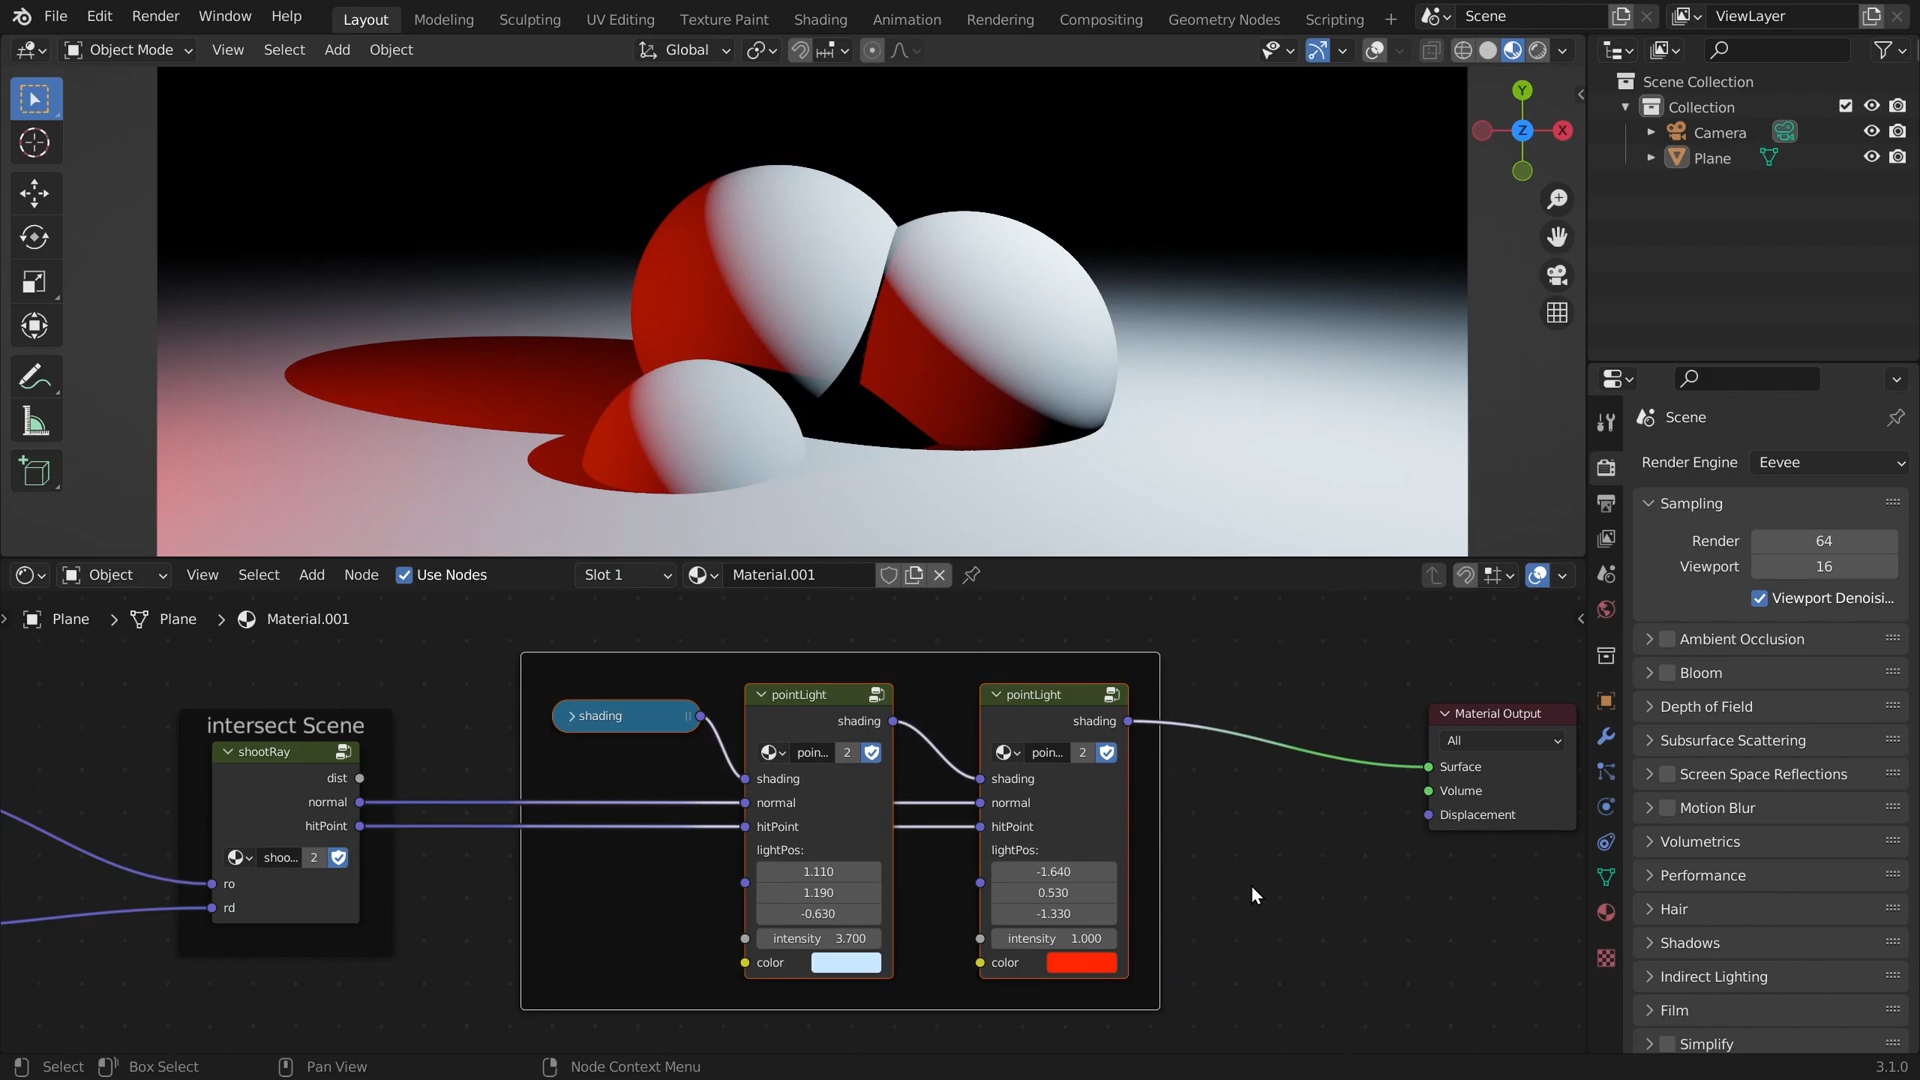 File Edit Render Window Help Layout Modeling Sculpting UV Editing Texture Paint Shading Animation Rendering Compositing Geometry Nodes Scripting + Scene ViewLayer
Object Mode View Select Add Object Global
Scene Collection
Collection
Camera
Plane
Y
Z X
Scene
Render Engine Eevee
Sampling
Render 64
Viewport 16
Viewport Denoisi...
Ambient Occlusion
Bloom
Depth of Field
Subsurface Scattering
Screen Space Reflections
Motion Blur
Volumetrics
Performance
Hair
Shadows
Indirect Lighting
Film
Simplify
Object View Select Add Node Use Nodes Slot 1 Material.001
Plane Plane Material.001
intersect Scene
shootRay
dist
normal
hitPoint
shoo... 2
ro
rd
shading
pointLight
shading
poin... 2
shading
normal
hitPoint
lightPos:
1.110
1.190
-0.630
intensity 3.700
color
pointLight
shading
poin... 2
shading
normal
hitPoint
lightPos:
-1.640
0.530
-1.330
intensity 1.000
color
Material Output
All
Surface
Volume
Displacement
Select Box Select Pan View Node Context Menu 3.1.0